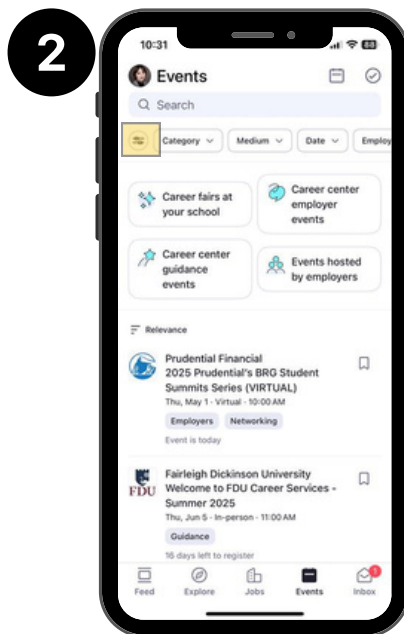 2
10:31
88
Events
Search
Category
Medium
Date
Employ
Career fairs at
your school
Career center
employer
events
Career center
guidance
events
Events hosted
by employers
Relevance
Prudential Financial
2025 Prudential's BRG Student
Summits Series (VIRTUAL)
Thu, May 1 · Virtual · 10:00 AM
Employers Networking
Event is today
FDU
Fairleigh Dickinson University
Welcome to FDU Career Services -
Summer 2025
Thu, Jun 5 · In-person · 11:00 AM
Guidance
16 days left to register
1
Feed Explore Jobs Events Inbox